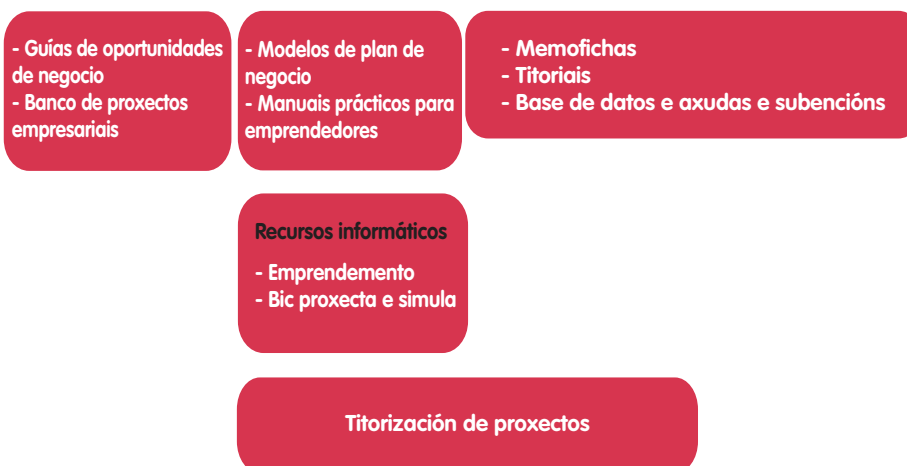 - Guías de oportunidades
de negocio
- Banco de proxectos
empresariais
- Modelos de plan de
negocio
- Manuais prácticos para
emprendedores
- Memofichas
- Titoriais
- Base de datos e axudas e subencións
Recursos informáticos
- Emprendemento
- Bic proxecta e simula
Titorización de proxectos